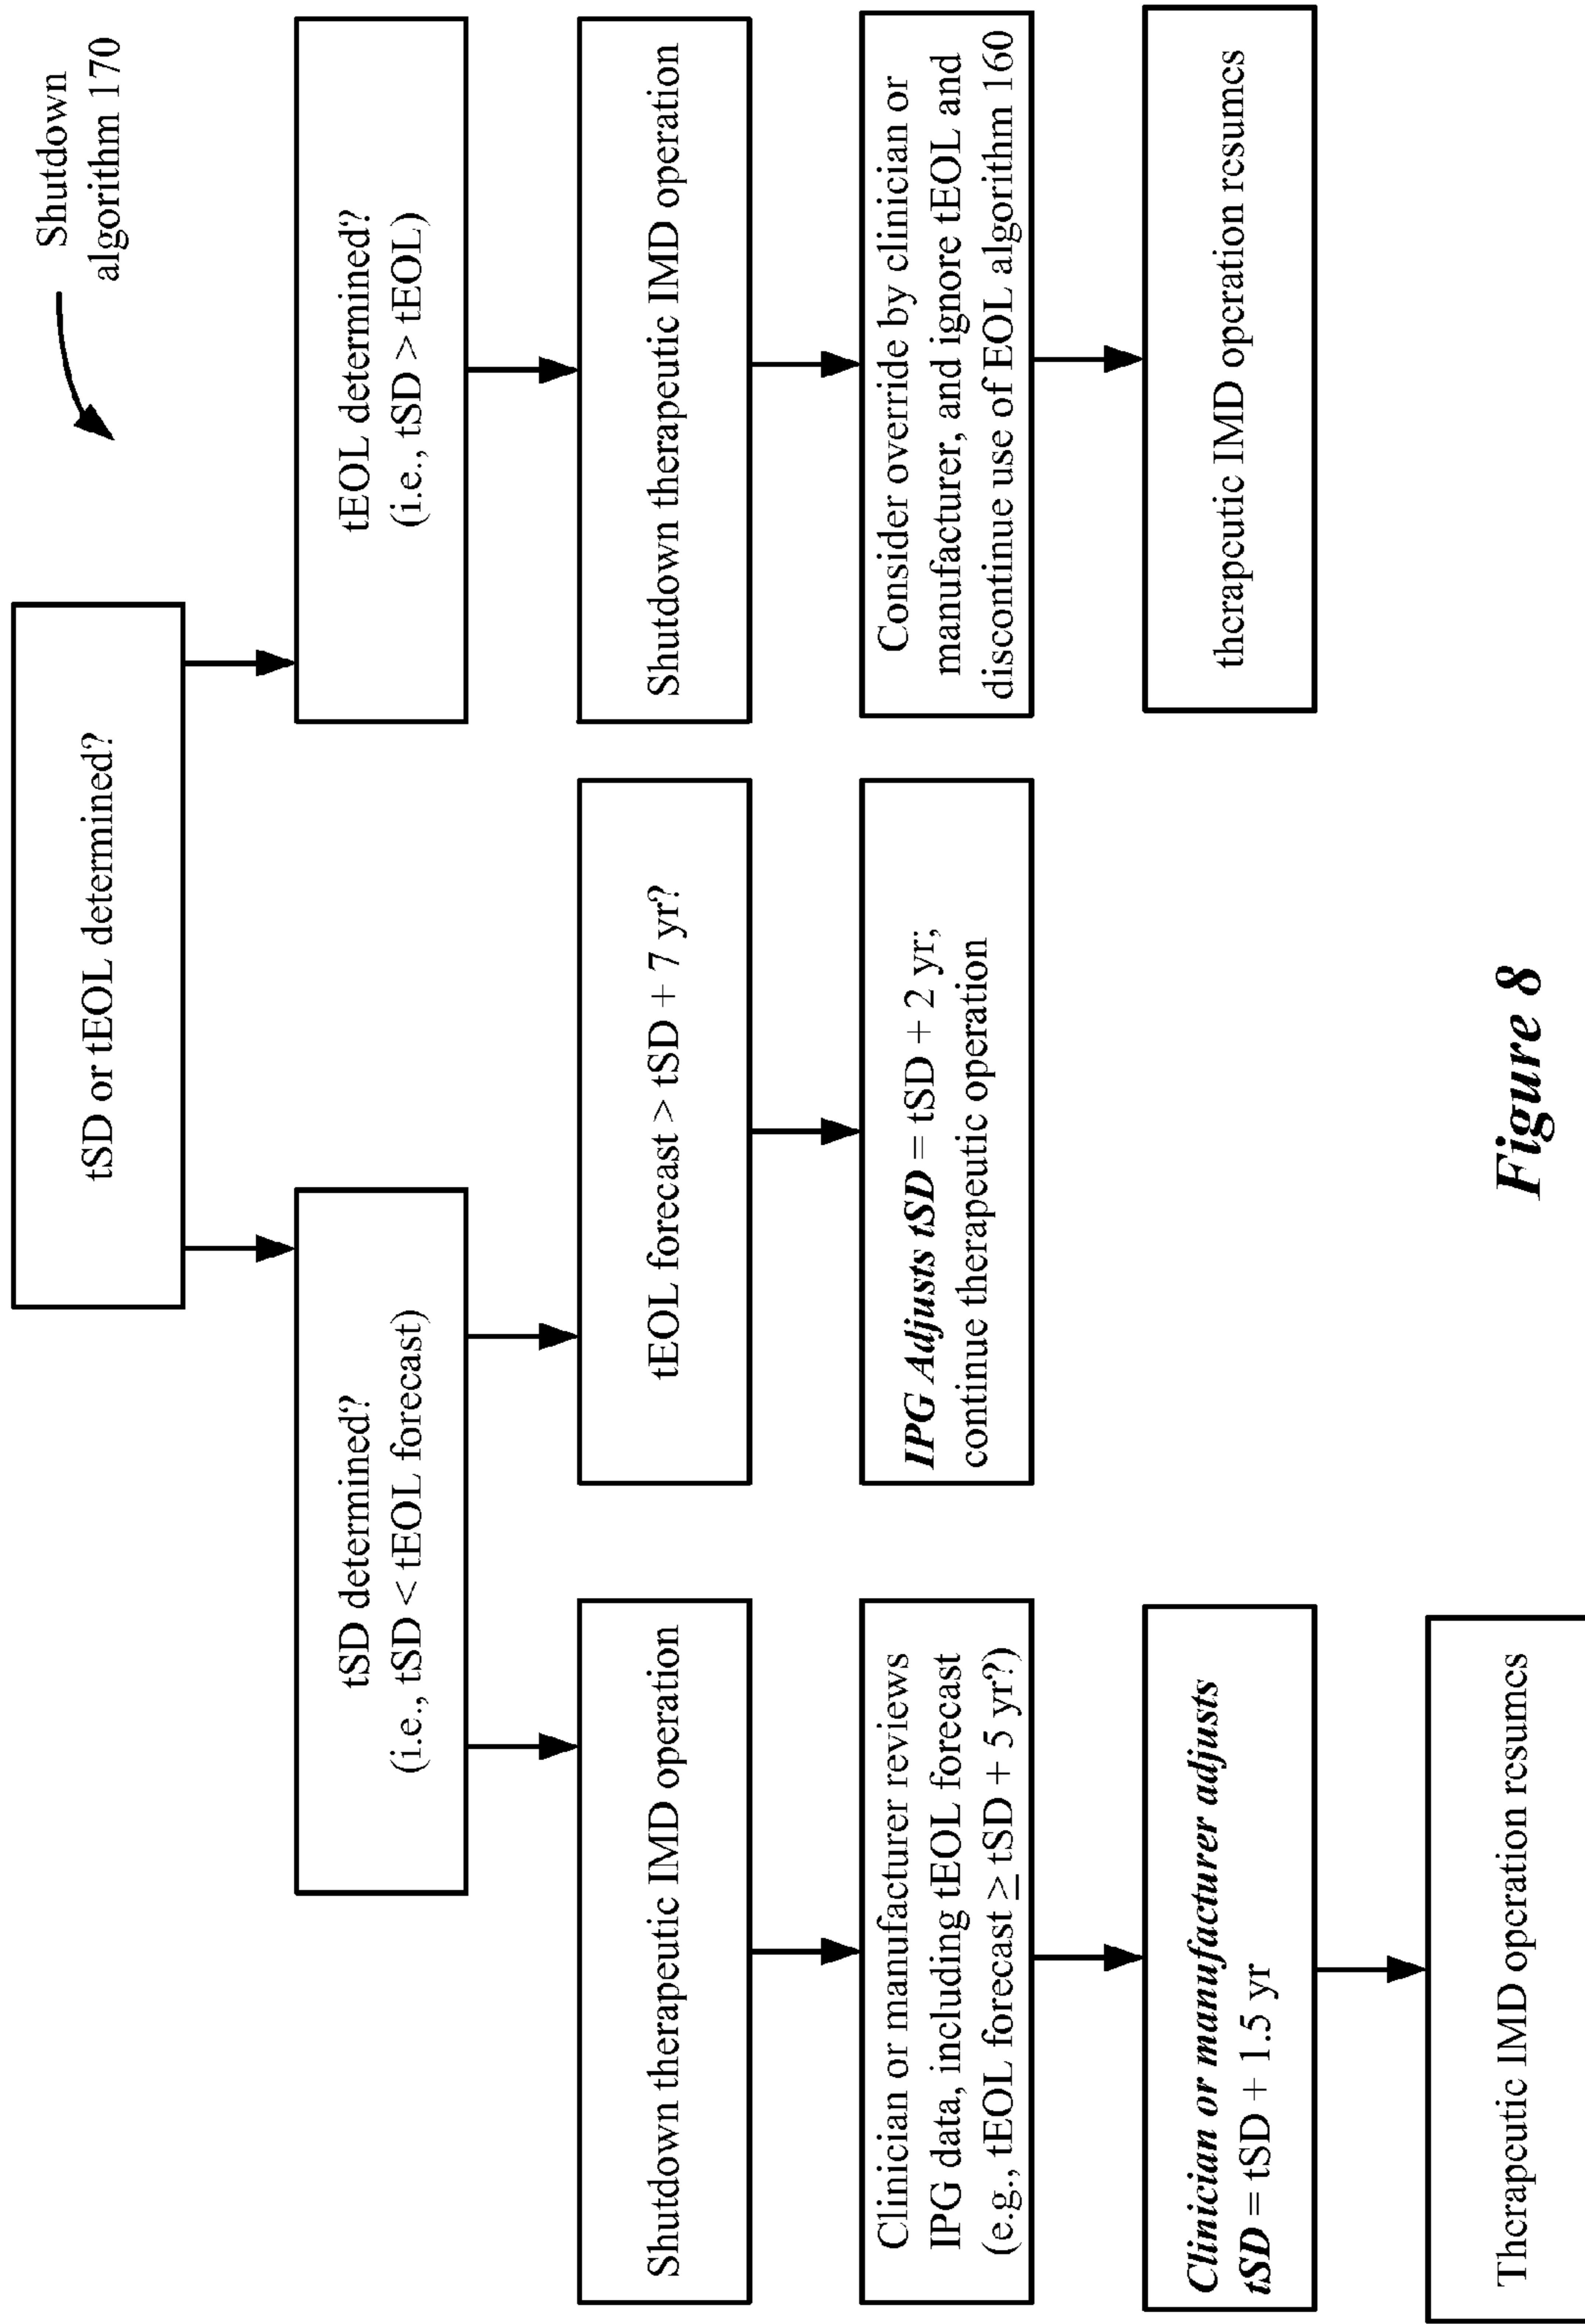 Shutdown
algorithm 170
tSD or tEOL determined?
tSD determined?
(i.e., tSD < tEOL forecast)
tEOL determined?
(i.e., tSD > tEOL)
Shutdown therapeutic IMD operation
tEOL forecast > tSD + 7 yr?
Shutdown therapeutic IMD operation
Clinician or manufacturer reviews
IPG data, including tEOL forecast
(e.g., tEOL forecast ≥ tSD + 5 yr?)
IPG Adjusts tSD = tSD + 2 yr;
continue therapeutic operation
Consider override by clinician or
manufacturer, and ignore tEOL and
discontinue use of EOL algorithm 160
Clinician or manufacturer adjusts
tSD = tSD + 1.5 yr
therapeutic IMD operation resumes
Therapeutic IMD operation resumes
Figure 8